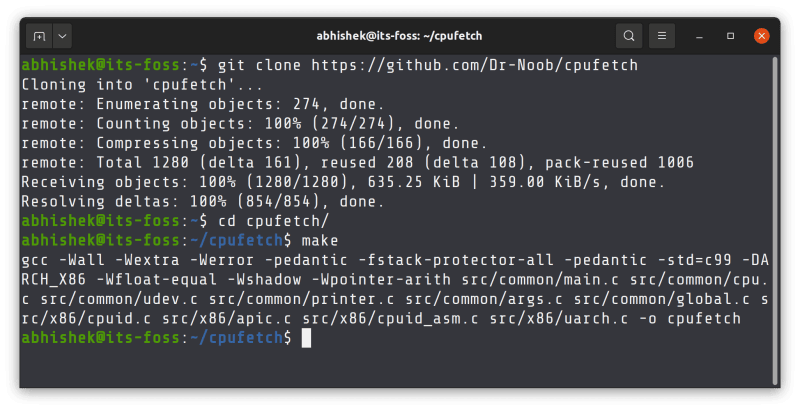 abhishek@its-foss: ~/cpufetch
abhishek@its-foss:~$ git clone https://github.com/Dr-Noob/cpufetch
Cloning into 'cpufetch'...
remote: Enumerating objects: 274, done.
remote: Counting objects: 100% (274/274), done.
remote: Compressing objects: 100% (166/166), done.
remote: Total 1280 (delta 161), reused 208 (delta 108), pack-reused 1006
Receiving objects: 100% (1280/1280), 635.25 KiB | 359.00 KiB/s, done.
Resolving deltas: 100% (854/854), done.
abhishek@its-foss:~$ cd cpufetch/
abhishek@its-foss:~/cpufetch$ make
gcc -Wall -Wextra -Werror -pedantic -fstack-protector-all -pedantic -std=c99 -DA
RCH_X86 -Wfloat-equal -Wshadow -Wpointer-arith src/common/main.c src/common/cpu.
c src/common/udev.c src/common/printer.c src/common/args.c src/common/global.c s
rc/x86/cpuid.c src/x86/apic.c src/x86/cpuid_asm.c src/x86/uarch.c -o cpufetch
abhishek@its-foss:~/cpufetch$